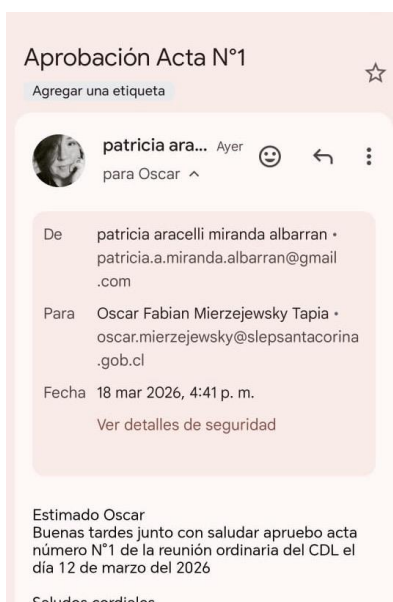 Aprobación Acta N°1
Agregar una etiqueta
patricia ara... Ayer
para Oscar
De patricia aracelli miranda albarran •
patricia.a.miranda.albarran@gmail
.com
Para Oscar Fabian Mierzejewsky Tapia •
oscar.mierzejewsky@slepsantacorina
.gob.cl
Fecha 18 mar 2026, 4:41 p. m.
Ver detalles de seguridad
Estimado Oscar
Buenas tardes junto con saludar apruebo acta
número N°1 de la reunión ordinaria del CDL el
día 12 de marzo del 2026
Saludos cordiales